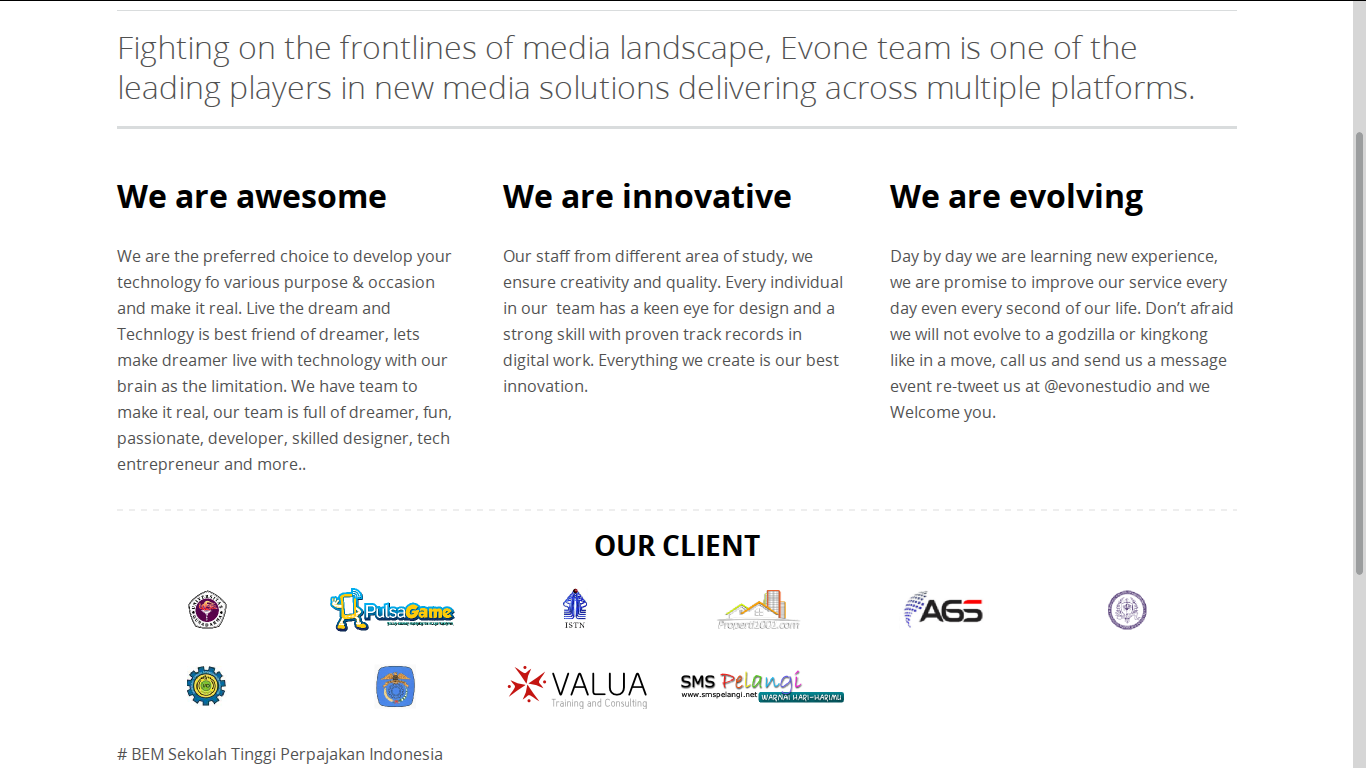 Fighting on the frontlines of media landscape, Evone team is one of the
leading players in new media solutions delivering across multiple platforms.
We are awesome
We are the preferred choice to develop your
technology fo various purpose & occasion
and make it real. Live the dream and
Technlogy is best friend of dreamer, lets
make dreamer live with technology with our
brain as the limitation. We have team to
make it real, our team is full of dreamer, fun,
passionate, developer, skilled designer, tech
entrepreneur and more..
We are innovative
Our staff from different area of study, we
ensure creativity and quality. Every individual
in our  team has a keen eye for design and a
strong skill with proven track records in
digital work. Everything we create is our best
innovation.
We are evolving
Day by day we are learning new experience,
we are promise to improve our service every
day even every second of our life. Don’t afraid
we will not evolve to a godzilla or kingkong
like in a move, call us and send us a message
event re-tweet us at @evonestudio and we
Welcome you.
OUR CLIENT
UNIVERSITAS
PulsaGame
ISTN
Properti2002.com
AGS
VALUA
Training and Consulting
SMS Pelangi
www.smspelangi.net WARNAI HARI-HARIMU
# BEM Sekolah Tinggi Perpajakan Indonesia